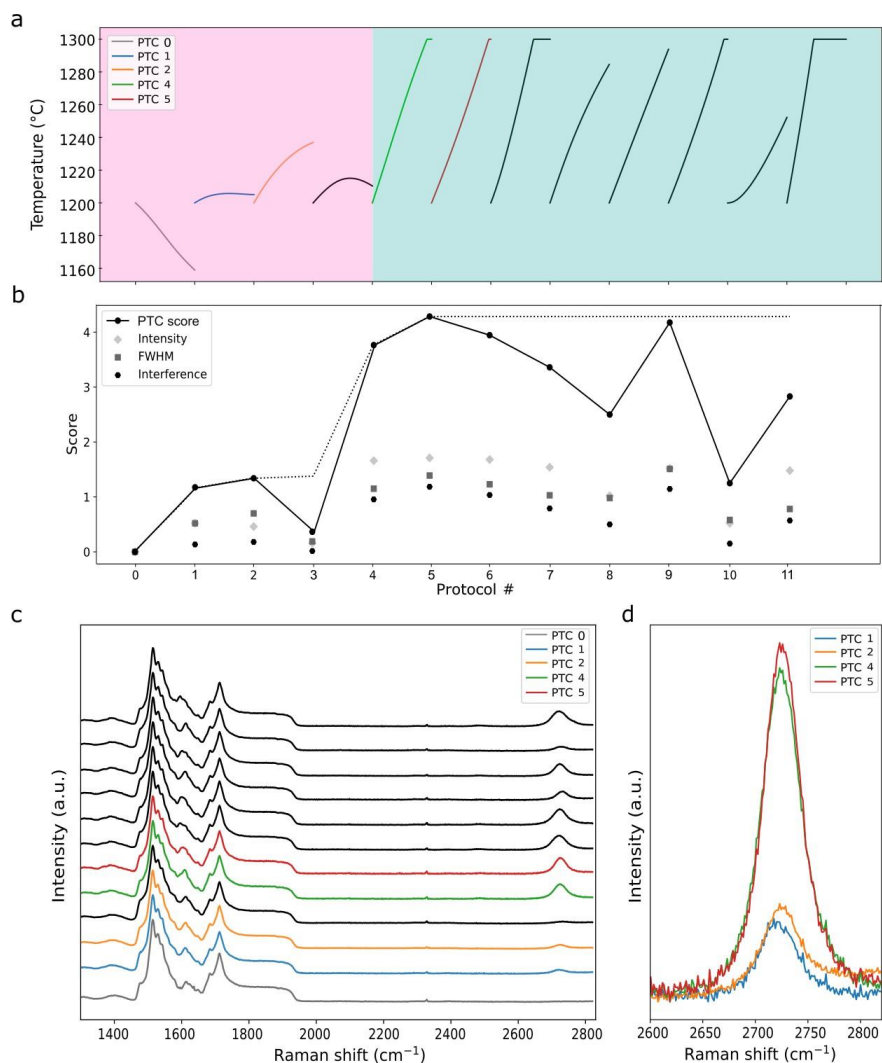 a
1300
1280
1260
1240
1220
1200
1180
1160
Temperature (°C)
PTC 0
PTC 1
PTC 2
PTC 4
PTC 5
b
4
3
2
1
0
Score
PTC score
Intensity
FWHM
Interference
0 1 2 3 4 5 6 7 8 9 10 11
Protocol #
c
Intensity (a.u.)
PTC 0
PTC 1
PTC 2
PTC 4
PTC 5
1400 1600 1800 2000 2200 2400 2600 2800
Raman shift (cm⁻¹)
d
Intensity (a.u.)
PTC 1
PTC 2
PTC 4
PTC 5
2600 2650 2700 2750 2800
Raman shift (cm⁻¹)